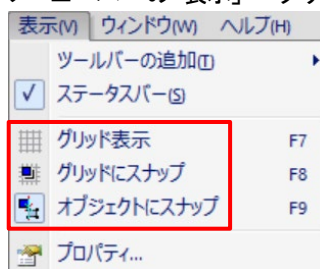 表示(V) ウィンドウ(W) ヘルプ(H)
ツールバーの追加(T)
ステータスバー(S)
グリッド表示 F7
グリッドにスナップ F8
オブジェクトにスナップ F9
プロパティ...